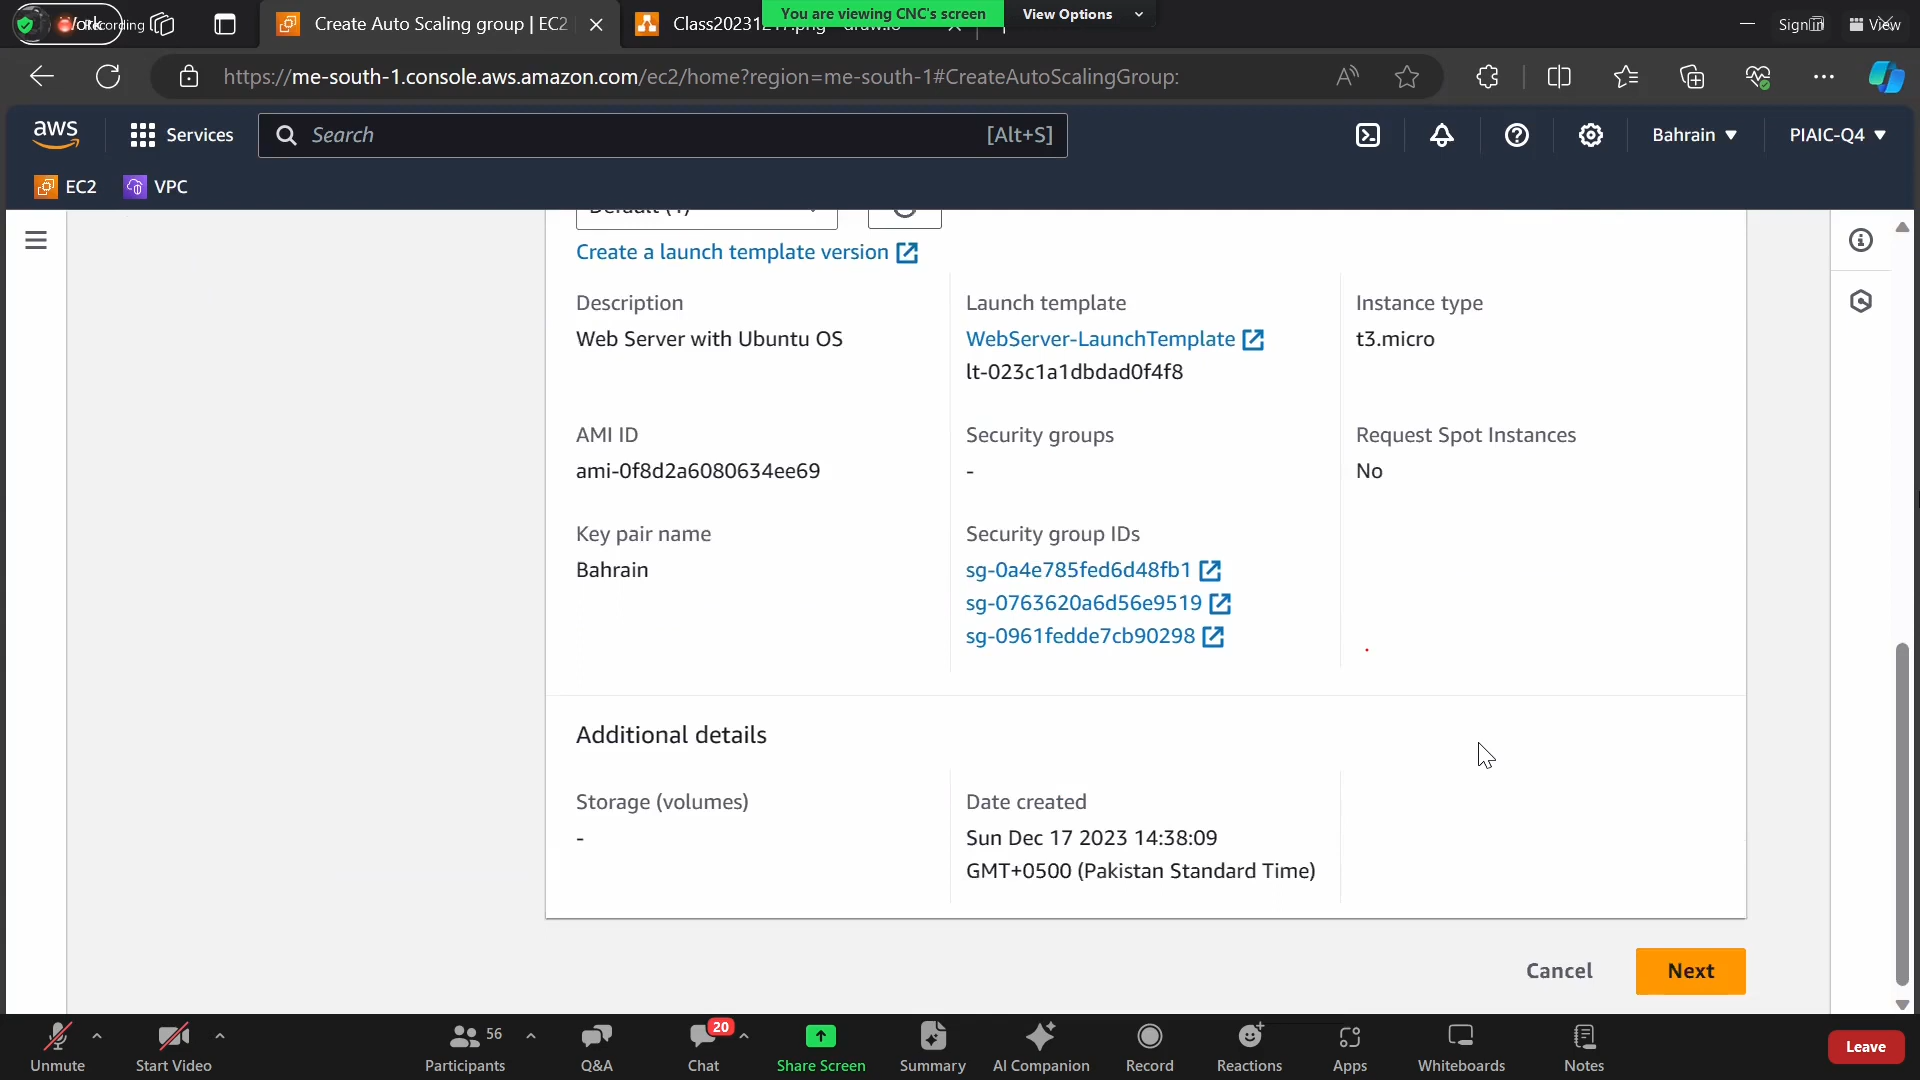 Recording
Create Auto Scaling group | EC2
You are viewing CNC's screen
View Options
Sign in
View
https://me-south-1.console.aws.amazon.com/ec2/home?region=me-south-1#CreateAutoScalingGroup:
aws
Services
Search
[Alt+S]
Bahrain
PIAIC-Q4
EC2
VPC
Create a launch template version
Description
Launch template
Instance type
Web Server with Ubuntu OS
WebServer-LaunchTemplate
t3.micro
lt-023c1a1dbdad0f4f8
AMI ID
Security groups
Request Spot Instances
ami-0f8d2a6080634ee69
-
No
Key pair name
Security group IDs
Bahrain
sg-0a4e785fed6d48fb1
sg-0763620a6d56e9519
sg-0961fedde7cb90298
Additional details
Storage (volumes)
Date created
-
Sun Dec 17 2023 14:38:09
GMT+0500 (Pakistan Standard Time)
Cancel
Next
56
20
Unmute
Start Video
Participants
Q&A
Chat
Share Screen
Summary
AI Companion
Record
Reactions
Apps
Whiteboards
Notes
Leave